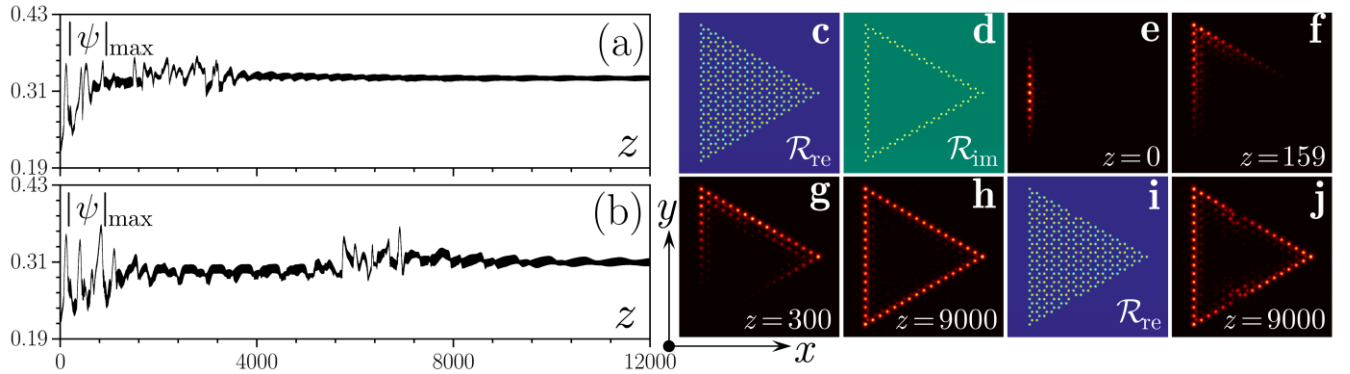 0.43
|ψ|max
(a)
0.31
z
0.19
0.43
|ψ|max
(b)
0.31
z
0.19
0
4000
8000
12000
y
x
c
ℛre
d
ℛim
e
z=0
f
z=159
g
z=300
h
z=9000
i
ℛre
j
z=9000